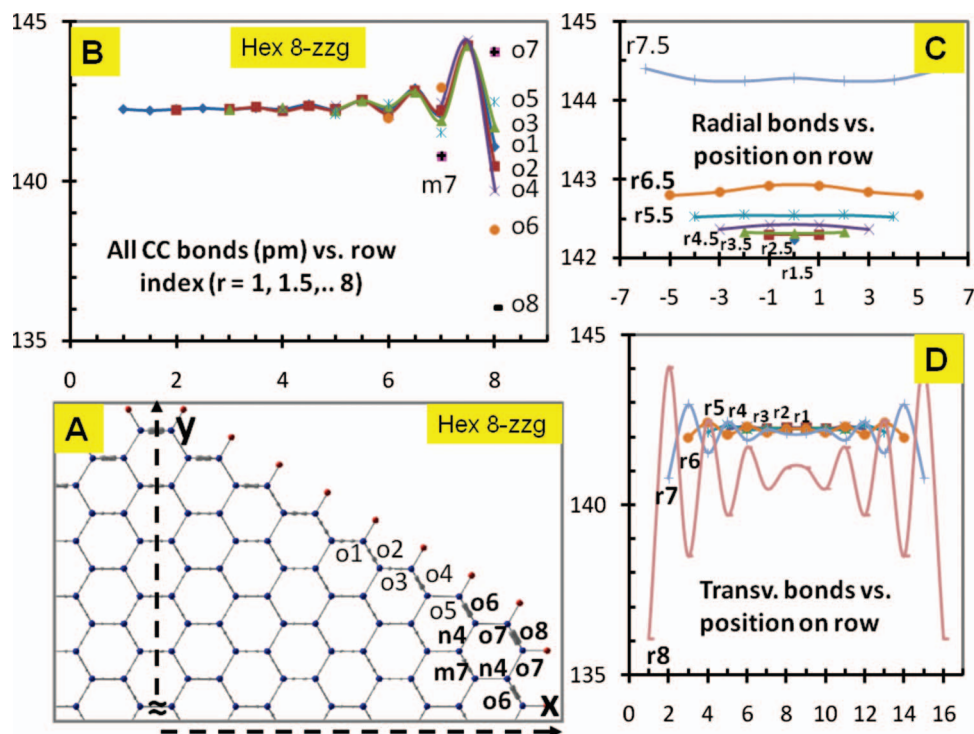 145
B
Hex 8-zzg
o7
o5
o3
o1
o2
o4
o6
o8
m7
140
All CC bonds (pm) vs. row
index (r = 1, 1.5,.. 8)
135
0 2 4 6 8
145
C
r7.5
144
Radial bonds vs.
position on row
143
r6.5
r5.5
r4.5
r3.5
r2.5
r1.5
142
-7 -5 -3 -1 1 3 5 7
A
Hex 8-zzg
y
o1 o2
o3 o4
o5 o6
n4 o7 o8
m7 n4 o7
o6
≈
x
145
D
r5 r4 r3 r2 r1
r6
r7
140
Transv. bonds vs.
position on row
r8
135
0 2 4 6 8 10 12 14 16